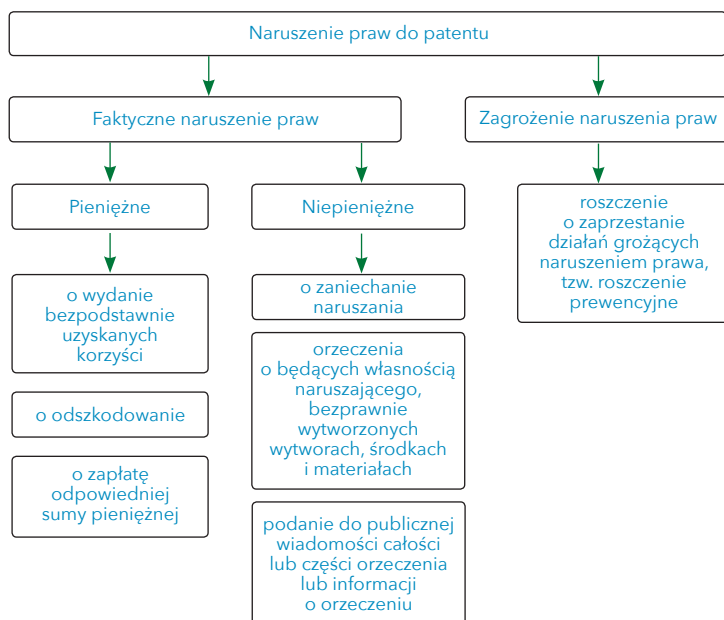 Naruszenie praw do patentu
Faktyczne naruszenie praw
Zagrożenie naruszenia praw
Pieniężne
Niepieniężne
roszczenie
o zaprzestanie
działań grożących
naruszeniem prawa,
tzw. roszczenie
prewencyjne
o wydanie
bezpodstawnie
uzyskanych
korzyści
o odszkodowanie
o zapłatę
odpowiedniej
sumy pieniężnej
o zaniechanie
naruszania
orzeczenia
o będących własnością
naruszającego,
bezprawnie
wytworzonych
wytworach, środkach
i materiałach
podanie do publicznej
wiadomości całości
lub części orzeczenia
lub informacji
o orzeczeniu